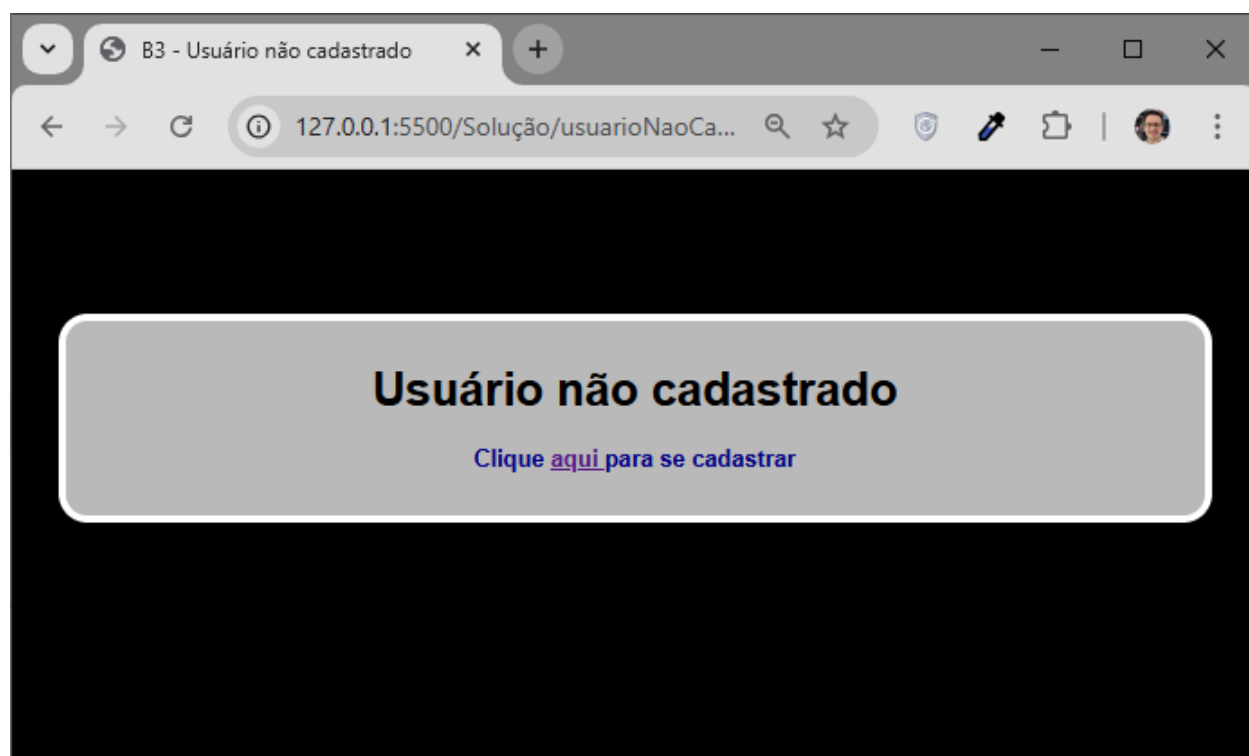 B3 - Usuário não cadastrado
127.0.0.1:5500/Solução/usuarioNaoCa...
Usuário não cadastrado
Clique aqui para se cadastrar